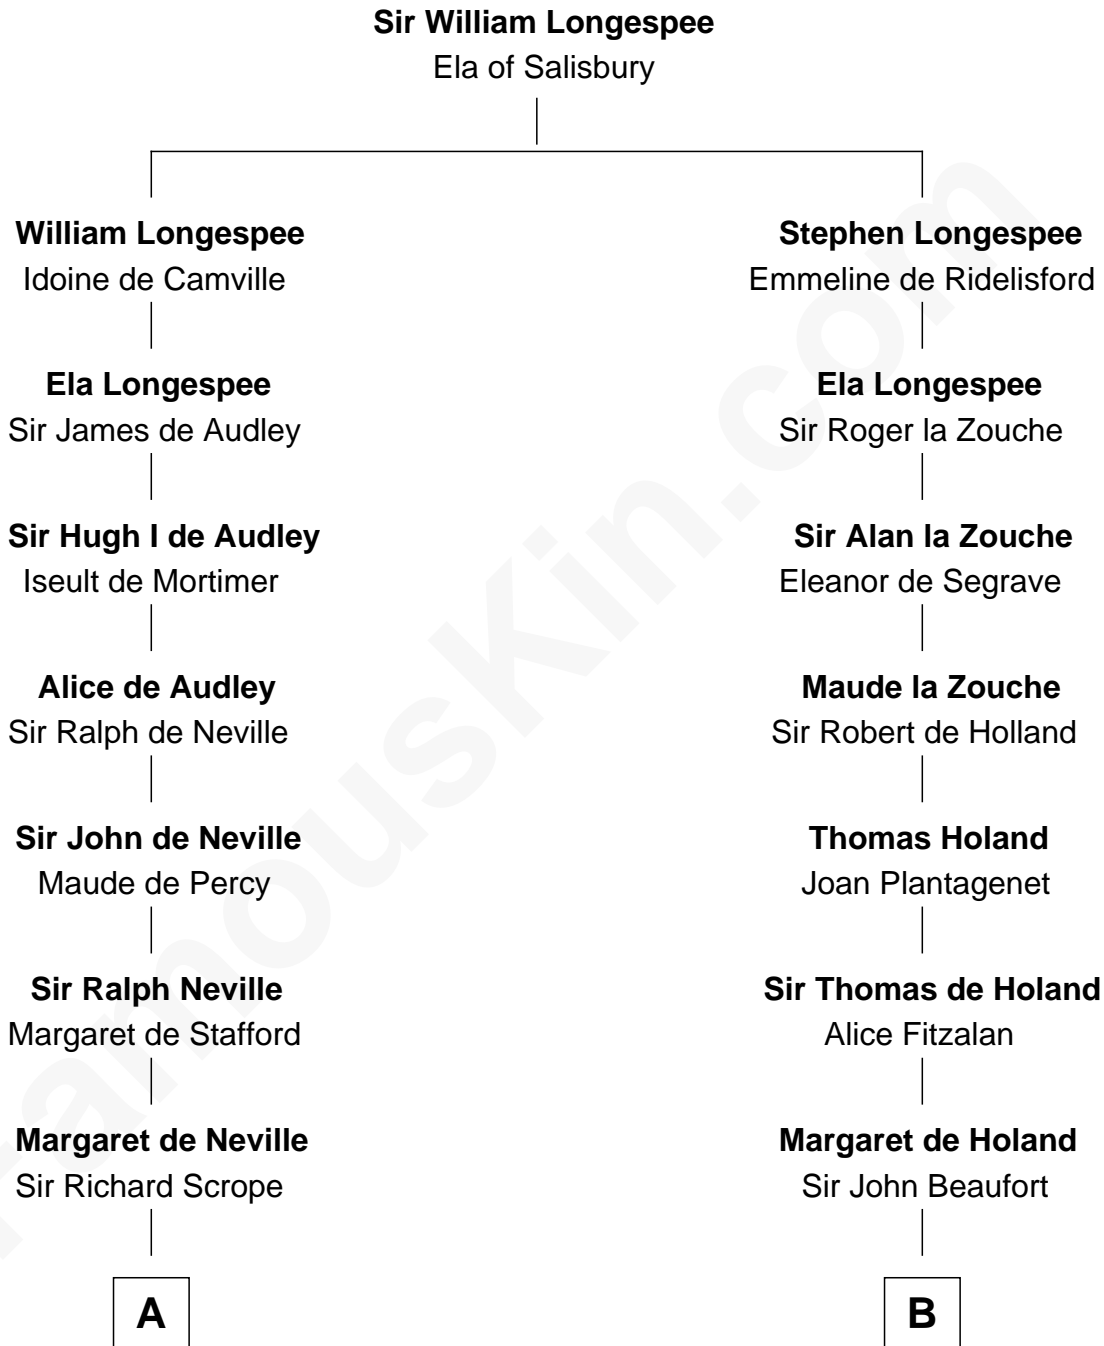 Sir William Longespee
Ela of Salisbury
William Longespee
Idoine de Camville
Ela Longespee
Sir James de Audley
Sir Hugh I de Audley
Iseult de Mortimer
Alice de Audley
Sir Ralph de Neville
Sir John de Neville
Maude de Percy
Sir Ralph Neville
Margaret de Stafford
Margaret de Neville
Sir Richard Scrope
A
Stephen Longespee
Emmeline de Ridelisford
Ela Longespee
Sir Roger la Zouche
Sir Alan la Zouche
Eleanor de Segrave
Maude la Zouche
Sir Robert de Holland
Thomas Holand
Joan Plantagenet
Sir Thomas de Holand
Alice Fitzalan
Margaret de Holand
Sir John Beaufort
B
FamousKin.com